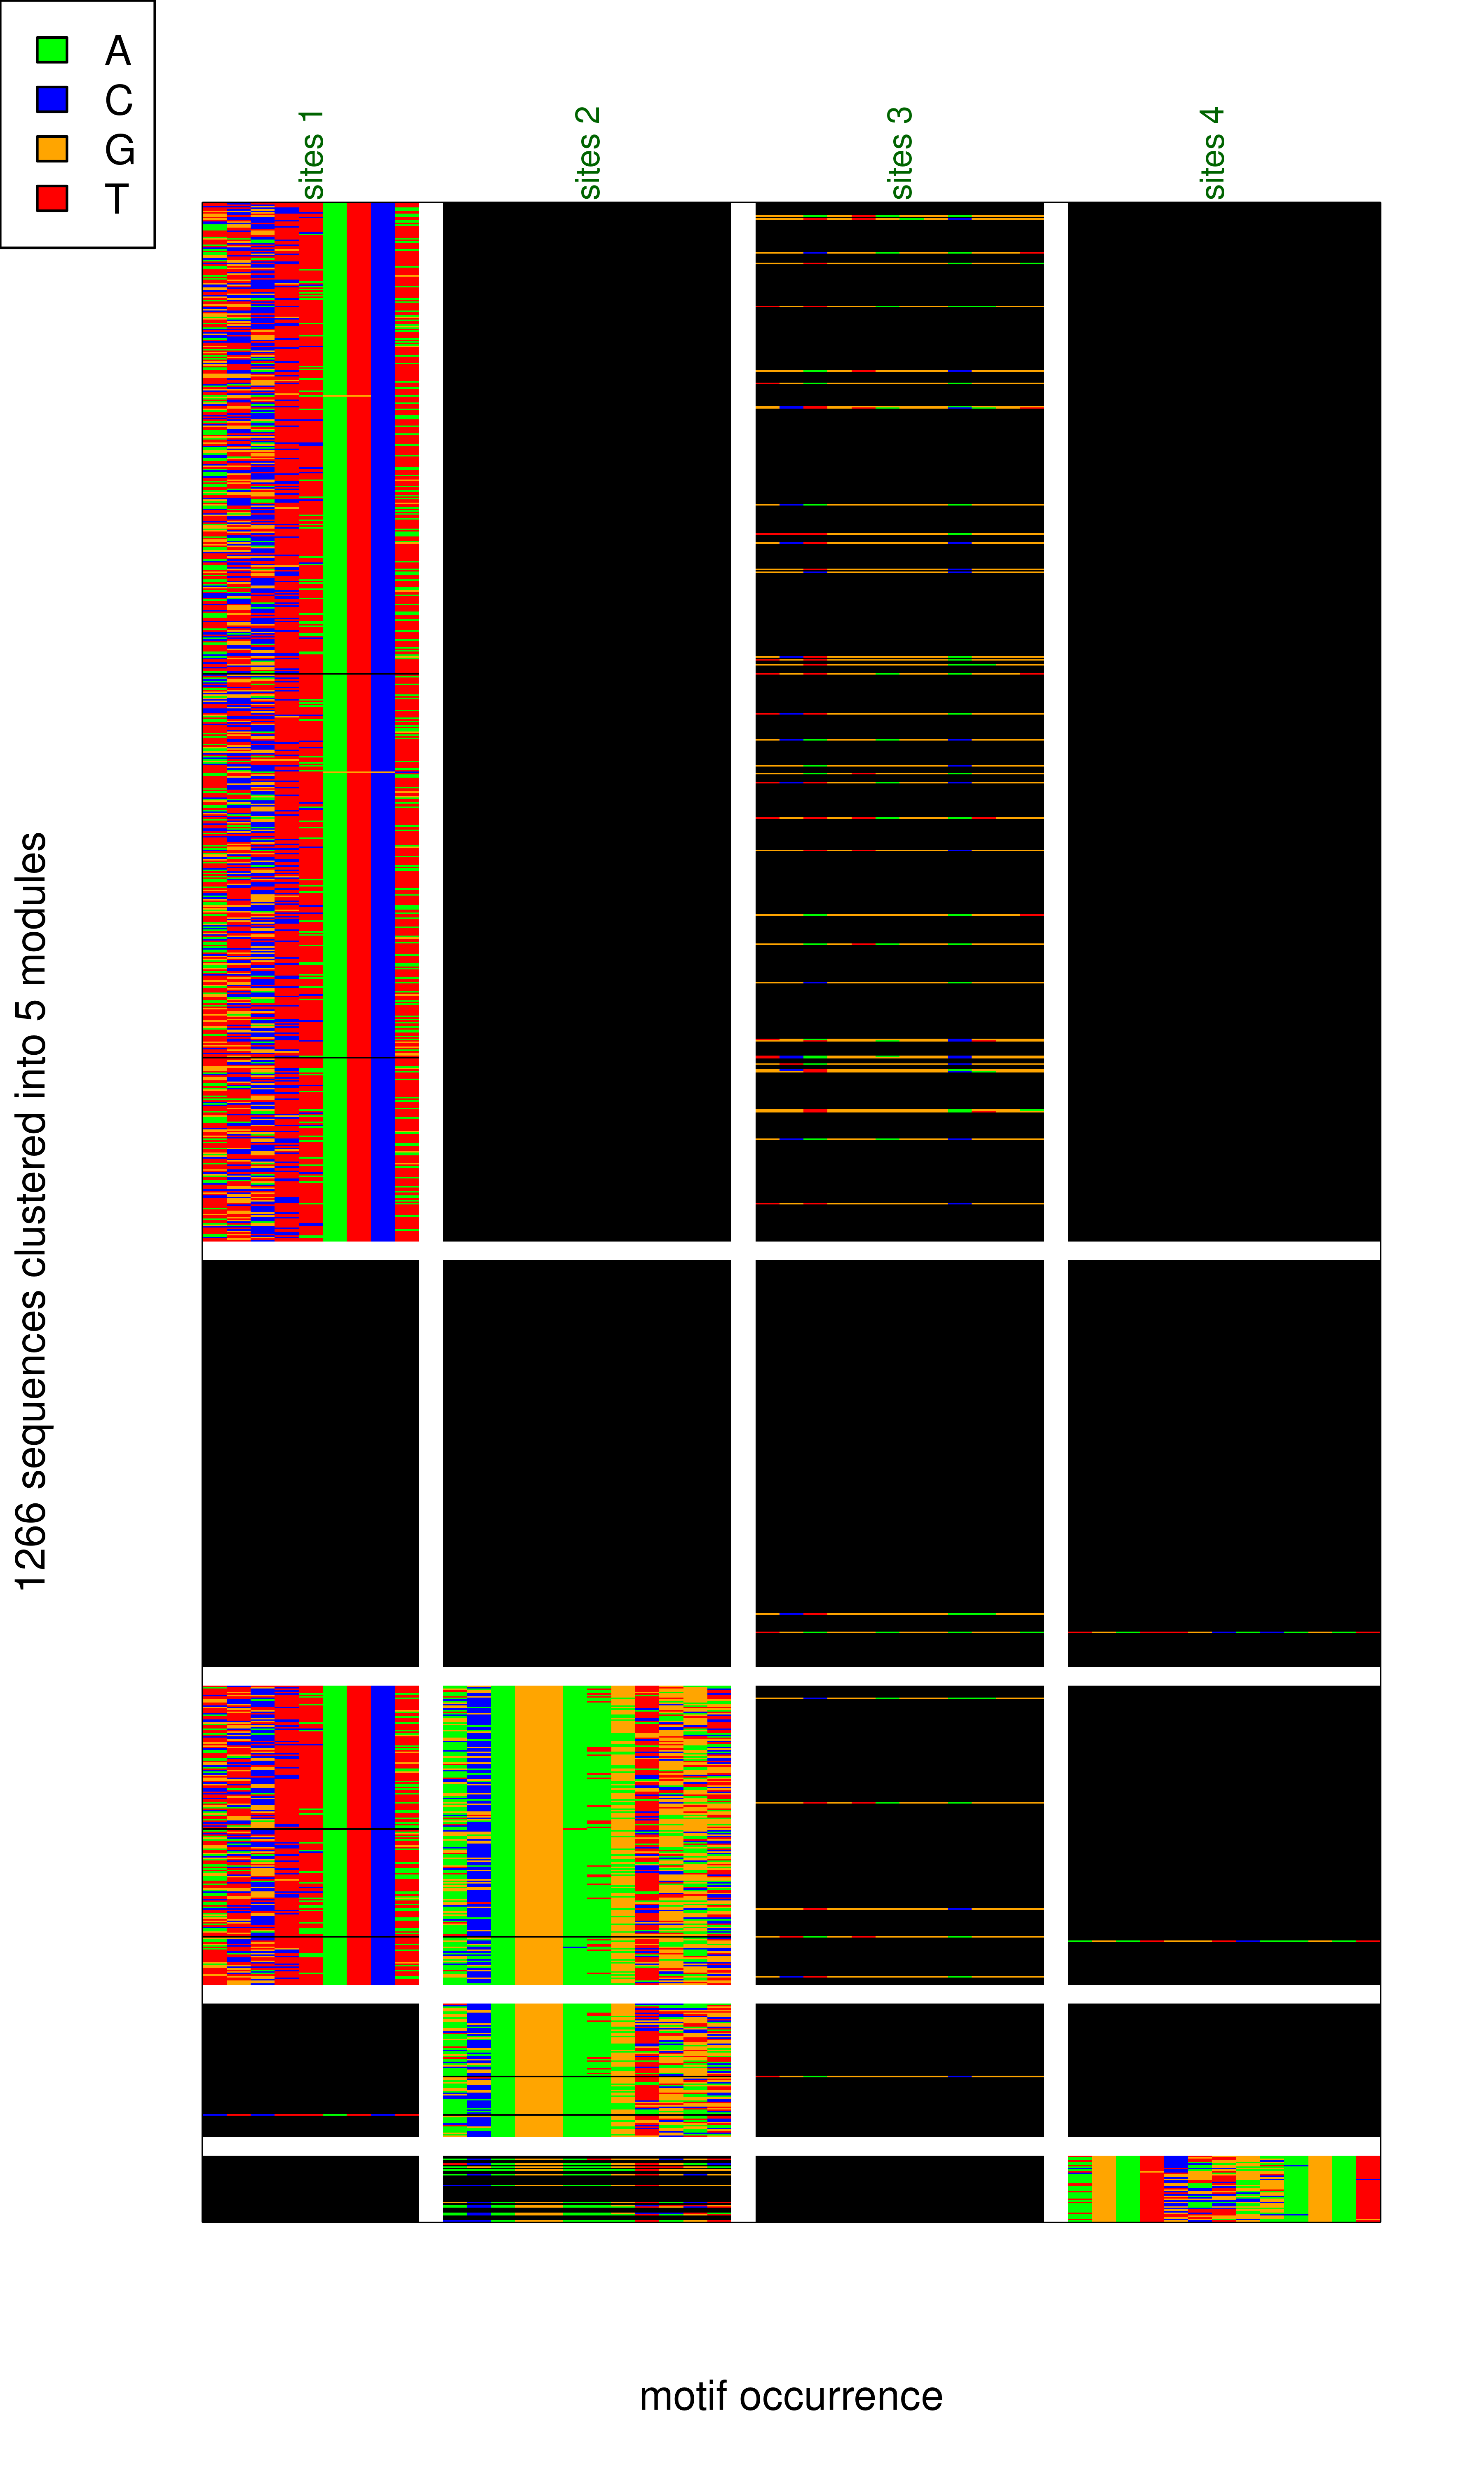 A
C
G
T
sites 1
sites 2
sites 3
sites 4
1266 sequences clustered into 5 modules
motif occurrence